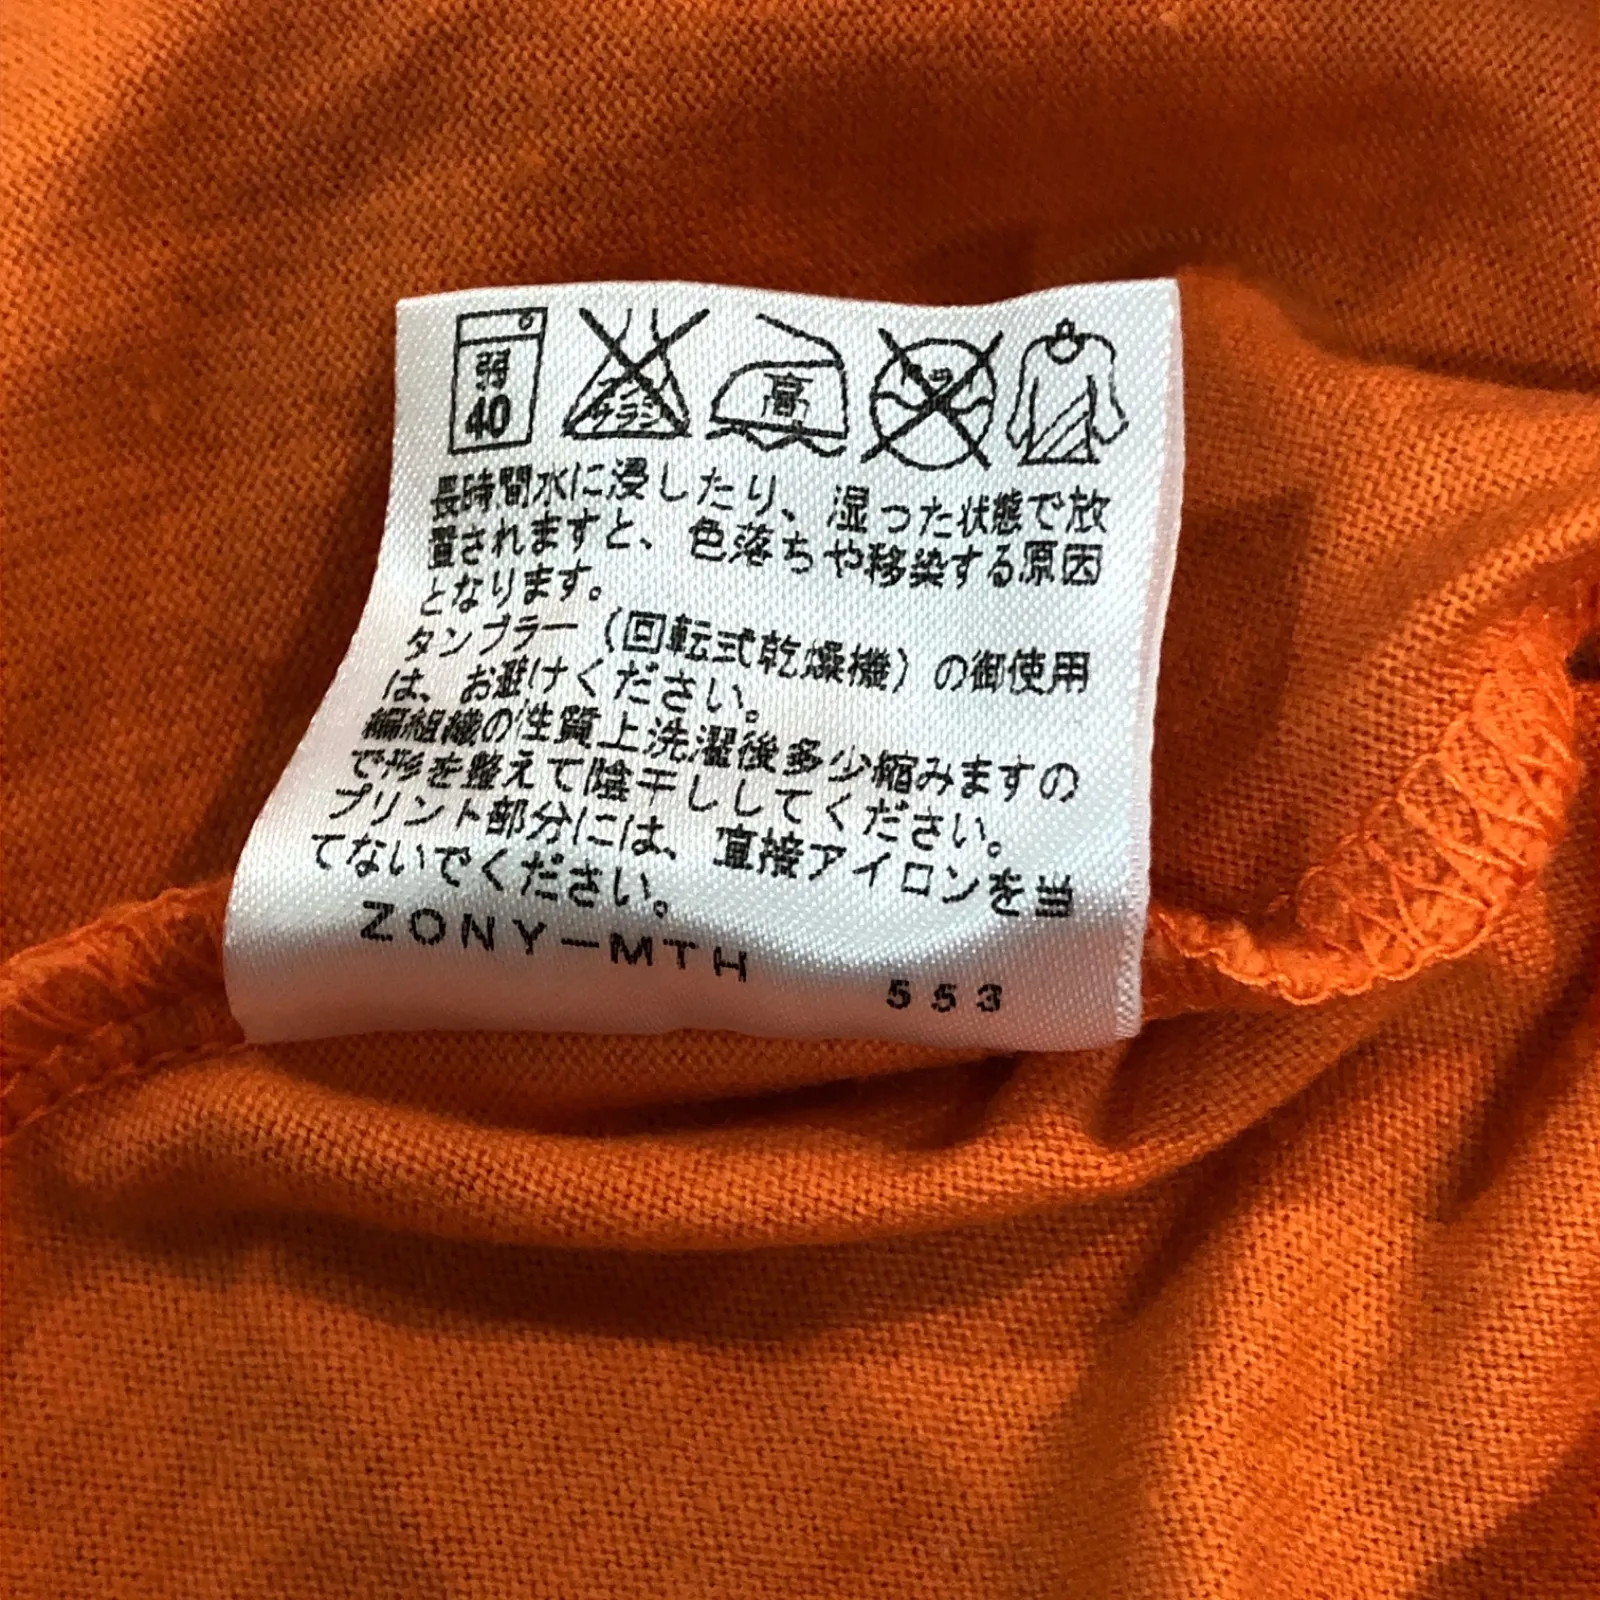 弱
40
エンソサラシ
高
ドライ
長時間水に浸したり、湿った状態で放
置されますと、色落ちや移染する原因
となります。
タンブラー（回転式乾燥機）の御使用
は、お避けください。
編組織の性質上洗濯後多少縮みますの
で形を整えて陰干ししてください。
プリント部分には、直接アイロンを当
てないでください。
ZONY－MTH
553